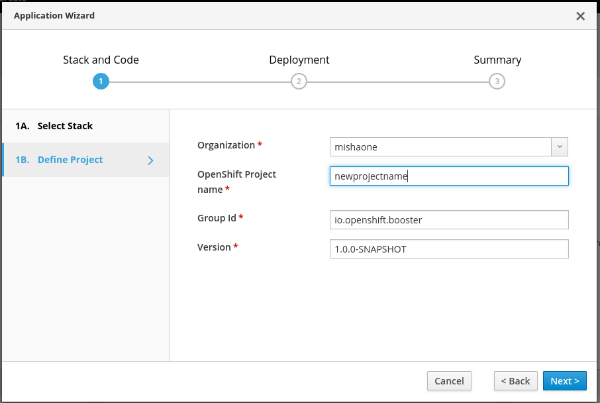 Application Wizard
Stack and Code
Deployment
Summary
1
2
3
1A. Select Stack
1B. Define Project
Organization *
mishaone
OpenShift Project
name *
newprojectname
Group Id *
io.openshift.booster
Version *
1.0.0-SNAPSHOT
Cancel
< Back
Next >